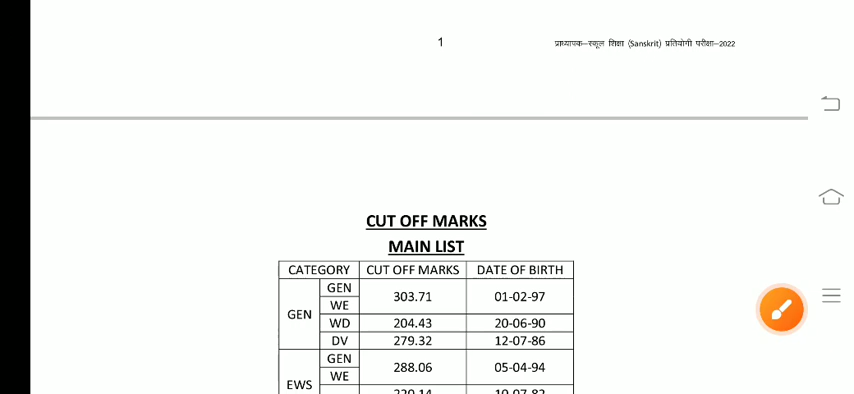 1 प्राध्यापक–स्कूल शिक्षा (Sanskrit) प्रतियोगी परीक्षा–2022
CUT OFF MARKS
MAIN LIST
CATEGORY CUT OFF MARKS DATE OF BIRTH
GEN GEN 303.71 01-02-97
WE
WD 204.43 20-06-90
DV 279.32 12-07-86
EWS GEN 288.06 05-04-94
WE